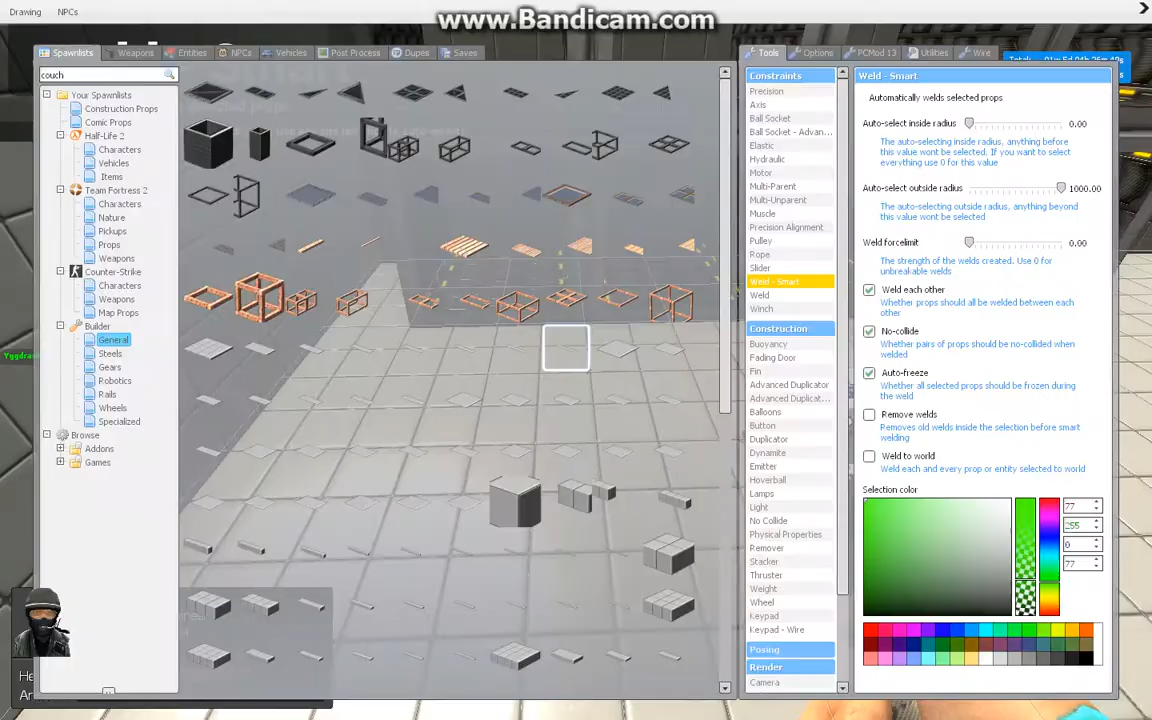 Drawing NPCs
www.Bandicam.com
Spawnlists Weapons Entities NPCs Vehicles Post Process Dupes Saves
Tools Options PCMod 13 Utilities Wire
couch
Your Spawnlists
Construction Props
Comic Props
Half-Life 2
Characters
Vehicles
Items
Team Fortress 2
Characters
Nature
Pickups
Props
Weapons
Counter-Strike
Characters
Weapons
Map Props
Builder
General
Steels
Gears
Robotics
Rails
Wheels
Specialized
Browse
Addons
Games
Constraints
Precision
Axis
Ball Socket
Ball Socket - Advan...
Elastic
Hydraulic
Motor
Multi-Parent
Multi-Unparent
Muscle
Precision Alignment
Pulley
Rope
Slider
Weld - Smart
Weld
Winch
Construction
Buoyancy
Fading Door
Fin
Advanced Duplicator
Advanced Duplicat...
Balloons
Button
Duplicator
Dynamite
Emitter
Hoverball
Lamps
Light
No Collide
Physical Properties
Remover
Stacker
Thruster
Weight
Wheel
Keypad
Keypad - Wire
Posing
Render
Camera
Weld - Smart
Automatically welds selected props
Auto-select inside radius 0.00
The auto-selecting inside radius, anything before
this value wont be selected. If you want to select
everything use 0 for this value
Auto-select outside radius 1000.00
The auto-selecting outside radius, anything beyond
this value wont be selected
Weld forcelimit 0.00
The strength of the welds created. Use 0 for
unbreakable welds
Weld each other
Whether props should all be welded between each
other
No-collide
Whether pairs of props should be no-collided when
welded
Auto-freeze
Whether all selected props should be frozen during
the weld
Remove welds
Removes old welds inside the selection before smart
welding
Weld to world
Weld each and every prop or entity selected to world
Selection color
77
255
0
77